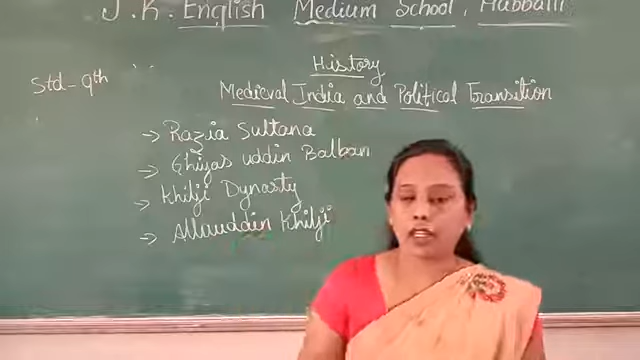 J.K. English Medium School, Hubballi
History
Std - 9th
Medieval India and Political Transition
→ Razia Sultana
→ Ghiyas uddin Balban
→ Khilji Dynasty
→ Allauddin Khilji